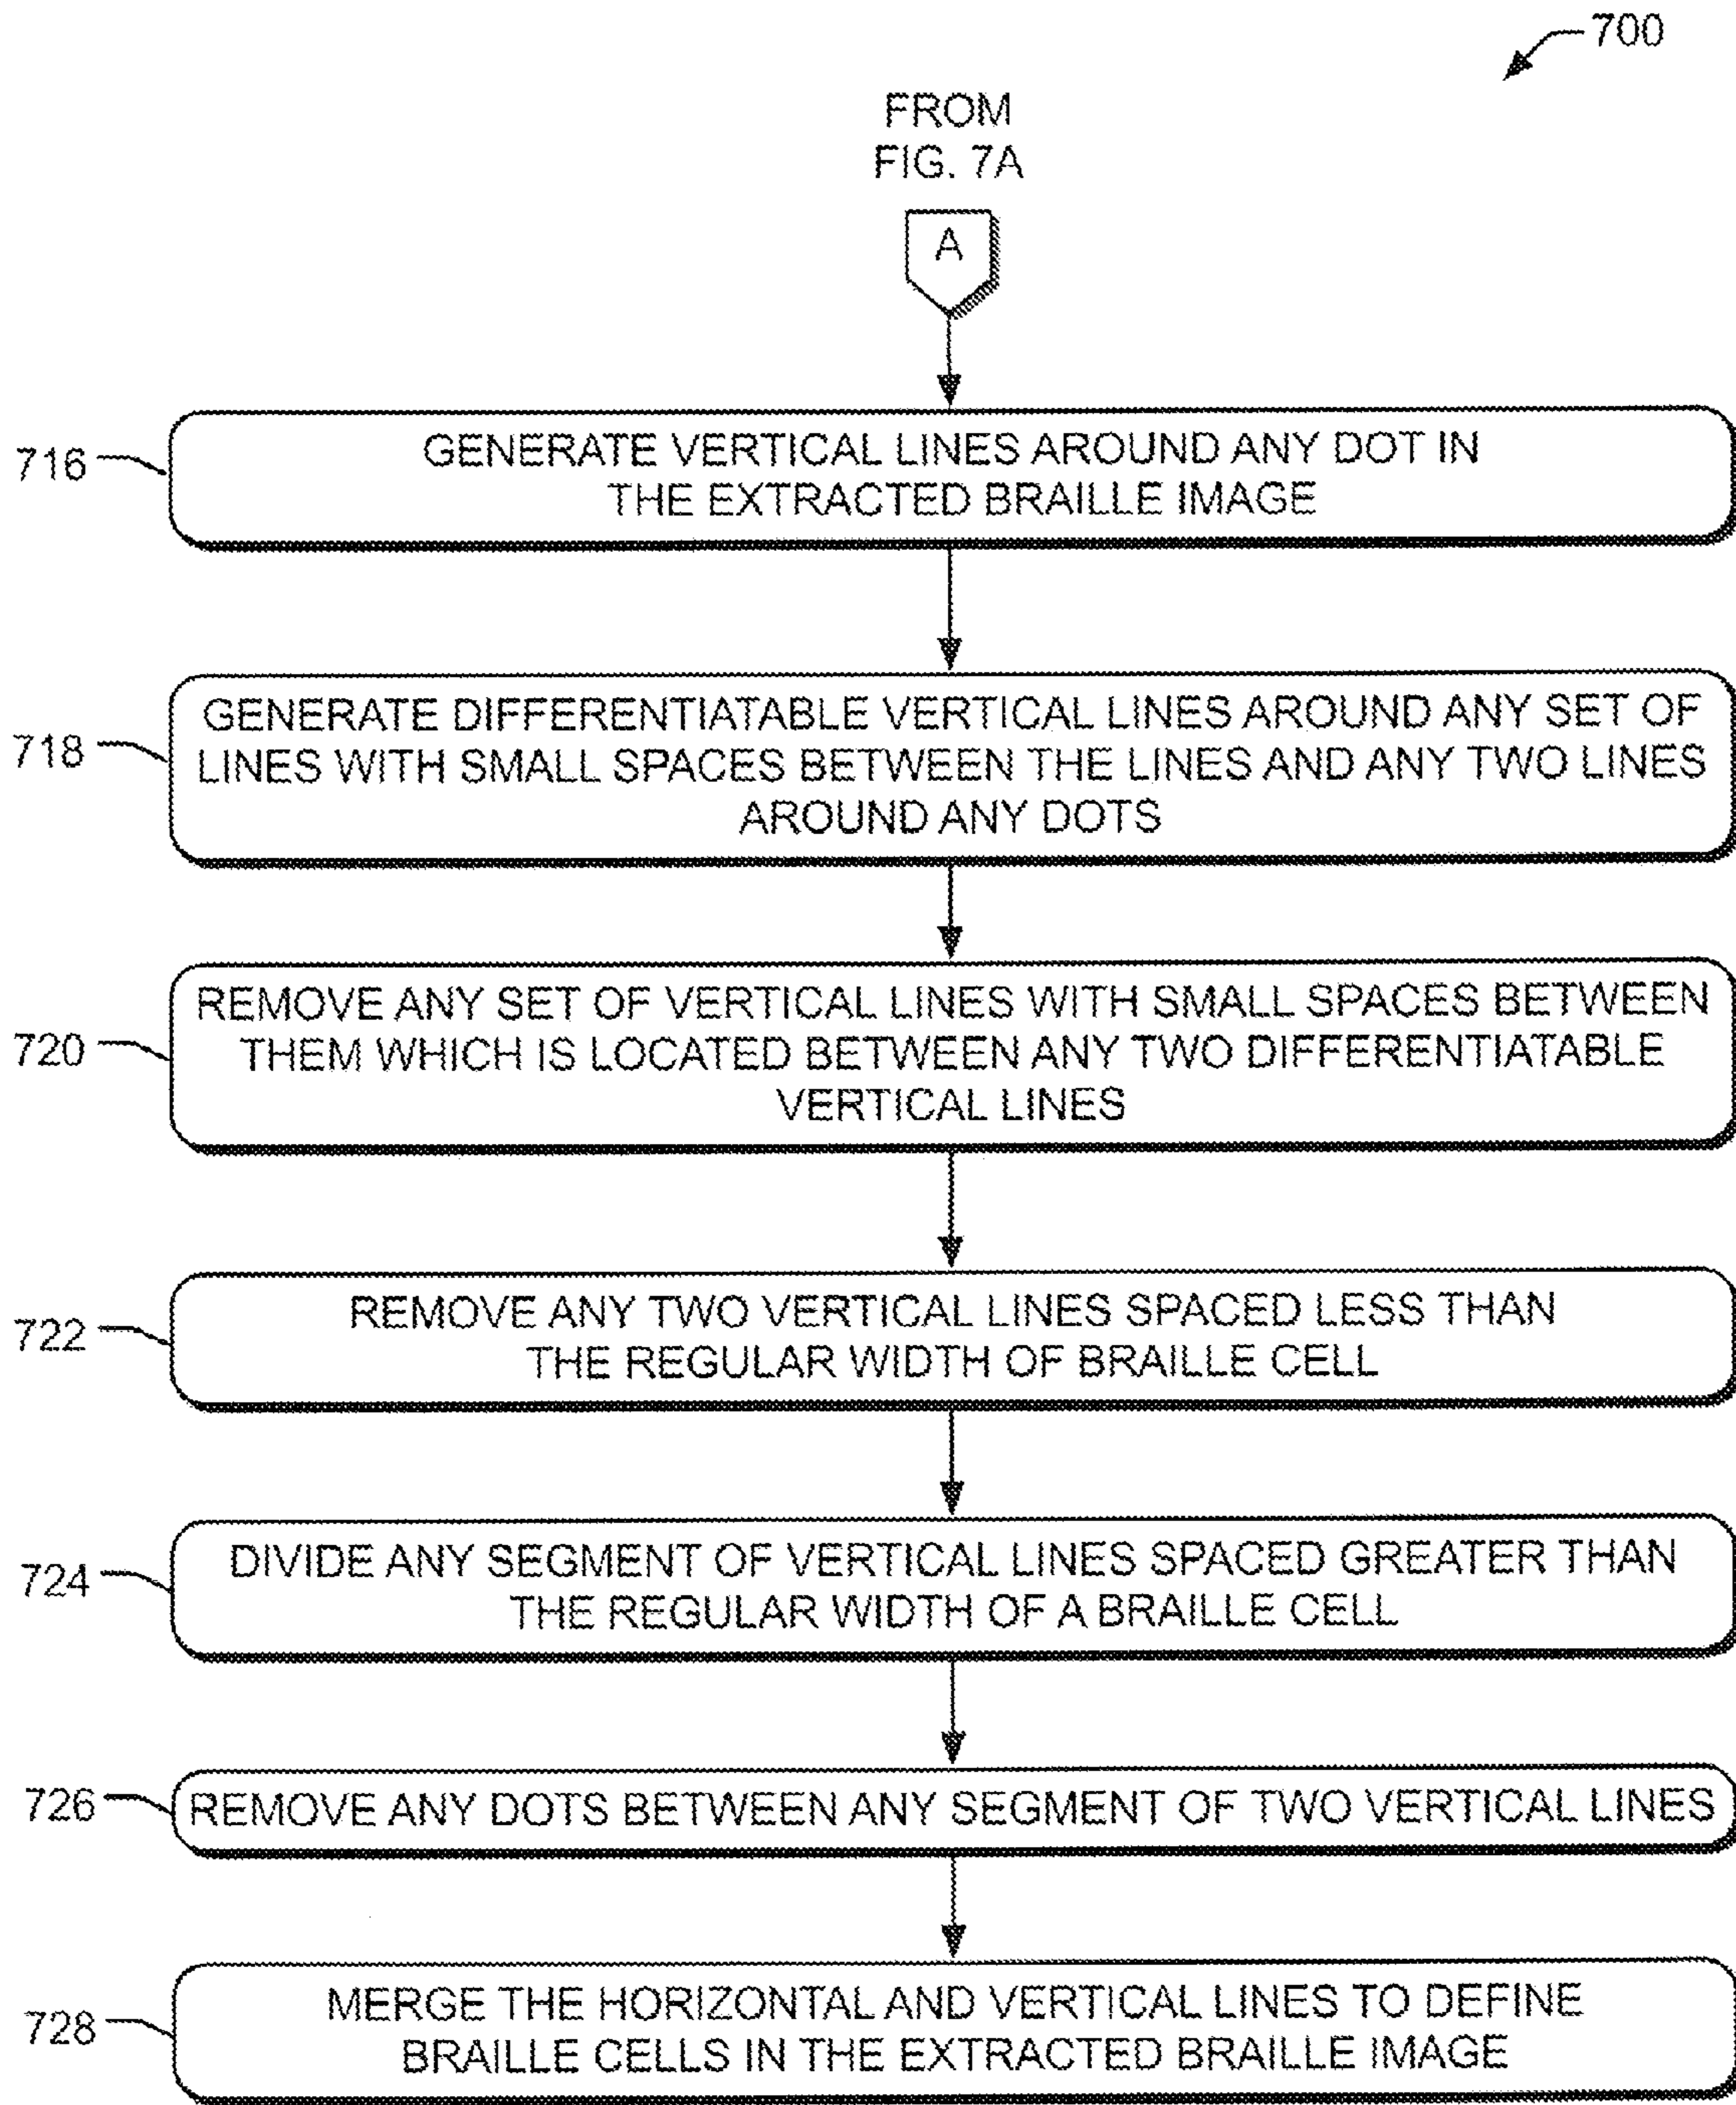 700
FROM
FIG. 7A
A
716
GENERATE VERTICAL LINES AROUND ANY DOT IN
THE EXTRACTED BRAILLE IMAGE
718
GENERATE DIFFERENTIATABLE VERTICAL LINES AROUND ANY SET OF
LINES WITH SMALL SPACES BETWEEN THE LINES AND ANY TWO LINES
AROUND ANY DOTS
720
REMOVE ANY SET OF VERTICAL LINES WITH SMALL SPACES BETWEEN
THEM WHICH IS LOCATED BETWEEN ANY TWO DIFFERENTIATABLE
VERTICAL LINES
722
REMOVE ANY TWO VERTICAL LINES SPACED LESS THAN
THE REGULAR WIDTH OF BRAILLE CELL
724
DIVIDE ANY SEGMENT OF VERTICAL LINES SPACED GREATER THAN
THE REGULAR WIDTH OF A BRAILLE CELL
726
REMOVE ANY DOTS BETWEEN ANY SEGMENT OF TWO VERTICAL LINES
728
MERGE THE HORIZONTAL AND VERTICAL LINES TO DEFINE
BRAILLE CELLS IN THE EXTRACTED BRAILLE IMAGE